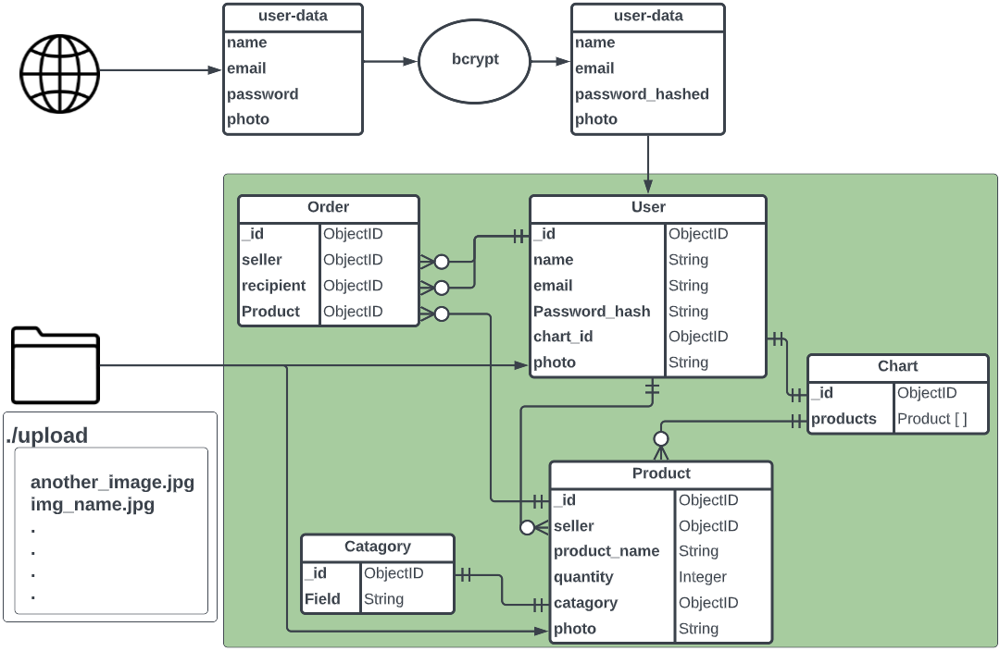 user-data
name
email
password
photo
bcrypt
user-data
name
email
password_hashed
photo
Order
_id ObjectID
seller ObjectID
recipient ObjectID
Product ObjectID
User
_id ObjectID
name String
email String
Password_hash String
chart_id ObjectID
photo String
Chart
_id ObjectID
products Product [ ]
./upload
another_image.jpg
img_name.jpg
.
.
.
.
Catagory
_id ObjectID
Field String
Product
_id ObjectID
seller ObjectID
product_name String
quantity Integer
catagory ObjectID
photo String